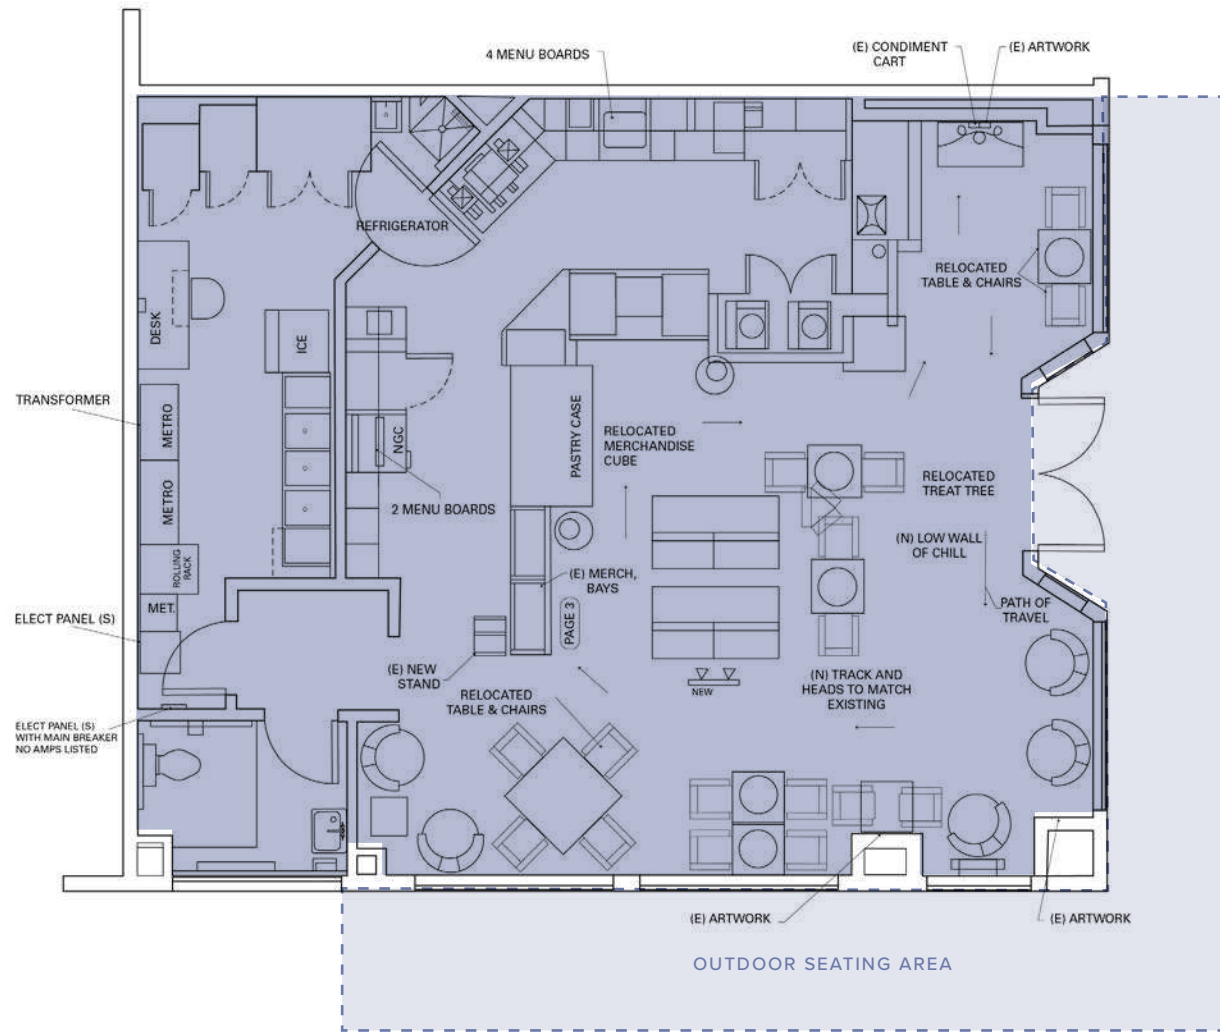 4 MENU BOARDS
(E) CONDIMENT
CART
(E) ARTWORK
REFRIGERATOR
RELOCATED
TABLE & CHAIRS
DESK
ICE
TRANSFORMER
METRO
NGC
PASTRY CASE
RELOCATED
MERCHANDISE
CUBE
RELOCATED
TREAT TREE
METRO
2 MENU BOARDS
(N) LOW WALL
OF CHILL
ROLLING
RACK
(E) MERCH,
BAYS
MET.
PAGE 3
PATH OF
TRAVEL
ELECT PANEL (S)
(E) NEW
STAND
(N) TRACK AND
HEADS TO MATCH
EXISTING
NEW
RELOCATED
TABLE & CHAIRS
ELECT PANEL (S)
WITH MAIN BREAKER
NO AMPS LISTED
(E) ARTWORK
(E) ARTWORK
OUTDOOR SEATING AREA